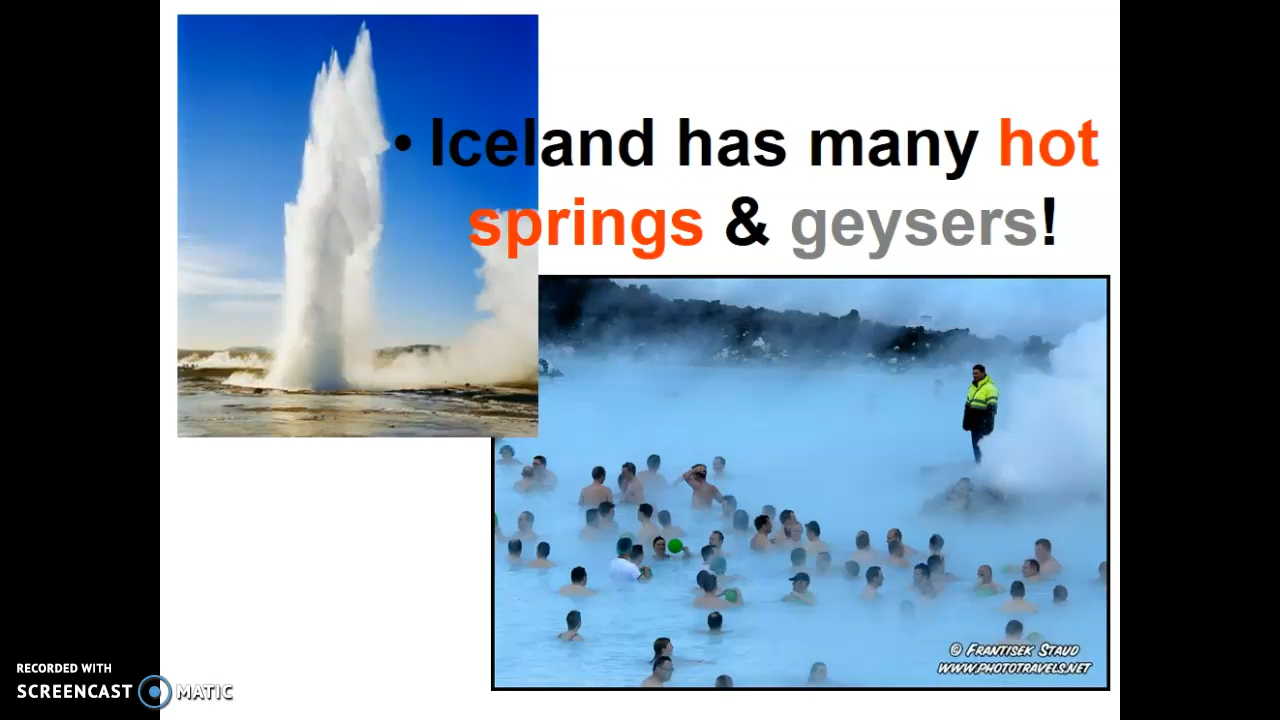 • Iceland has many hot
springs & geysers!
© FRANTISEK STAUD
WWW.PHOTOTRAVELS.NET
RECORDED WITH
SCREENCAST MATIC